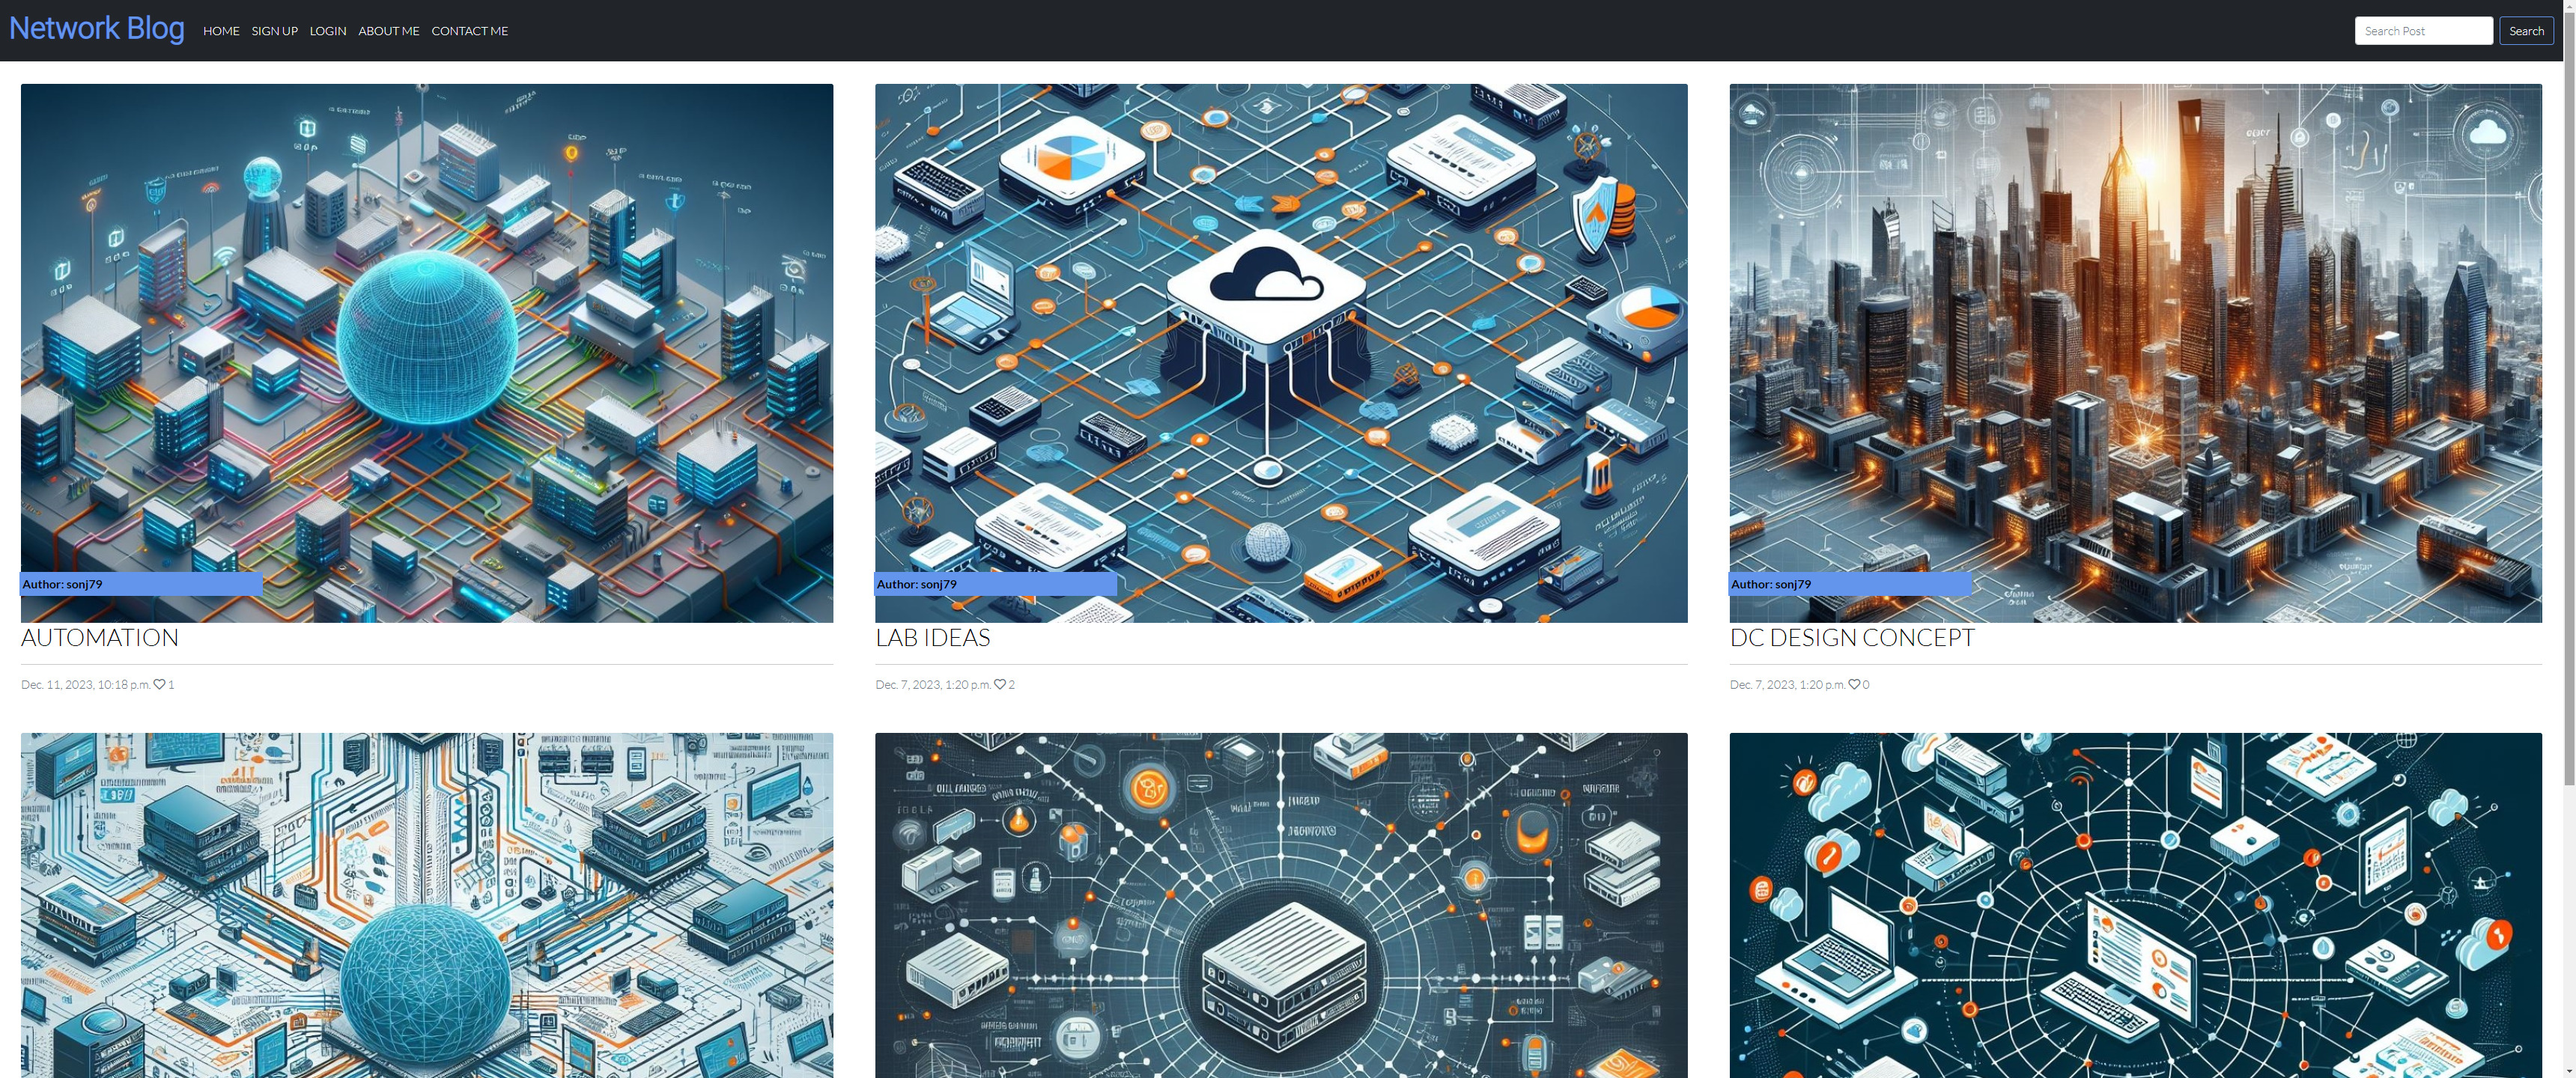 Network Blog HOME SIGN UP LOGIN ABOUT ME CONTACT ME Search Post Search
Author: sonj79
AUTOMATION
Dec. 11, 2023, 10:18 p.m. 1
Author: sonj79
LAB IDEAS
Dec. 7, 2023, 1:20 p.m. 2
Author: sonj79
DC DESIGN CONCEPT
Dec. 7, 2023, 1:20 p.m. 0